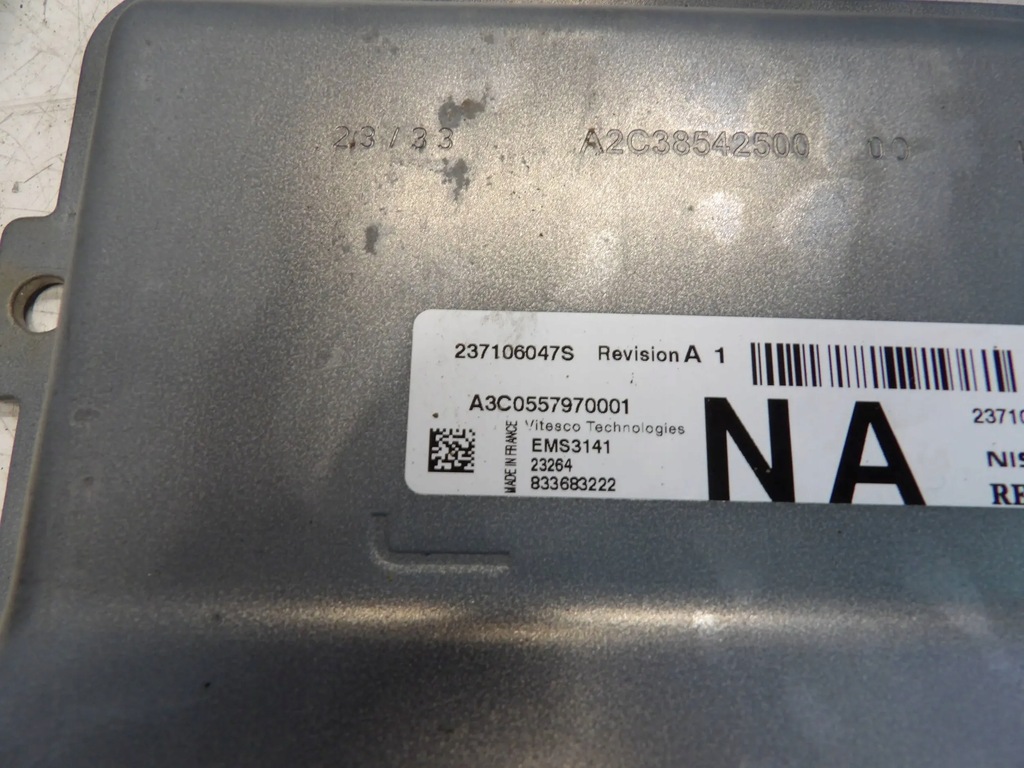 23/33 A2C38542500 00
237106047S Revision A 1
A3C0557970001
Vitesco Technologies
EMS3141
23264
833683222
MADE IN FRANCE
NA
23710
NIS
RE